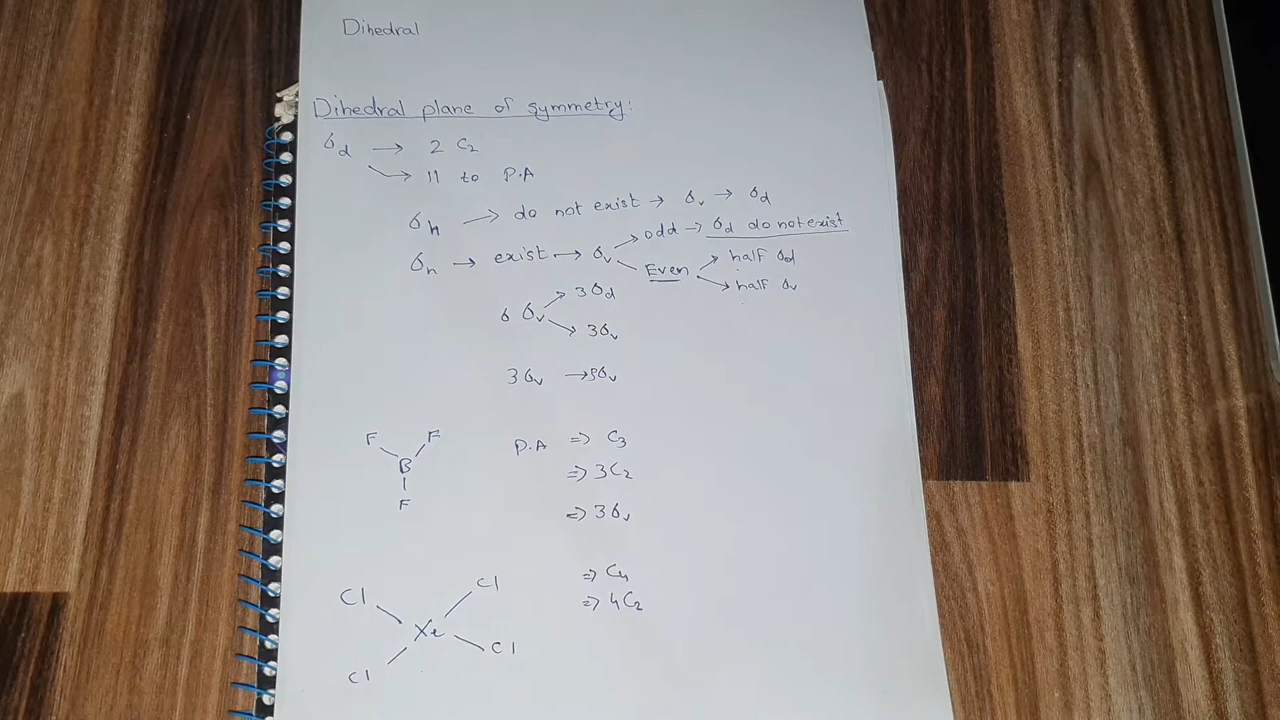 Dihedral
Dihedral plane of symmetry:
σd → 2 C2
→ 11 to P.A
σh → do not exist → σv → σd
σh → exist → σv → odd → σd do not exist
Even → half σd
→ half σv
6 σv → 3σd
→ 3σv
3σv → 3σv
F F
B
F
P.A ⇒ C3
⇒ 3C2
⇒ 3σv
Cl Cl
Xe
Cl Cl
⇒ C4
⇒ 4C2